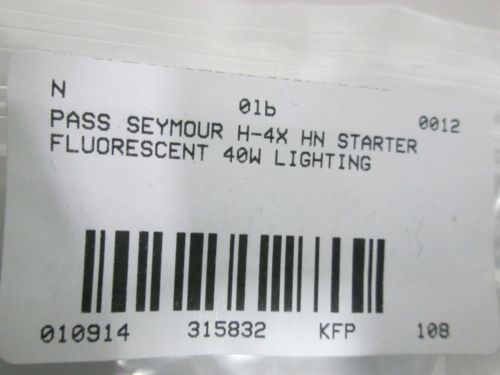 N 01b 0012
PASS SEYMOUR H-4X HN STARTER
FLUORESCENT 40W LIGHTING
010914 315832 KFP 108